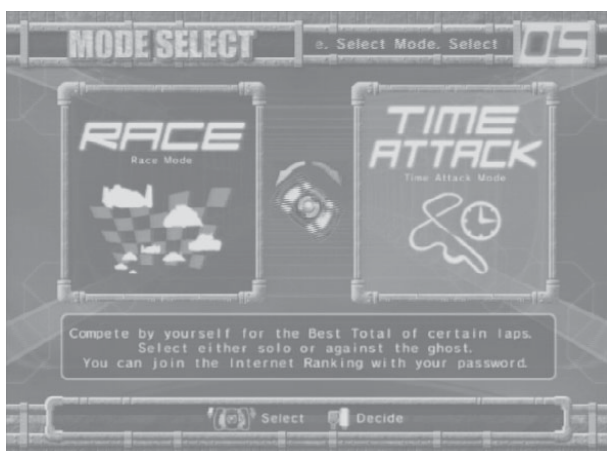 MODE SELECT
e. Select Mode. Select
05
RACE
Race Mode
TIME
ATTACK
Time Attack Mode
Compete by yourself for the Best Total of certain laps.
Select either solo or against the ghost.
You can join the Internet Ranking with your password.
Select
Decide